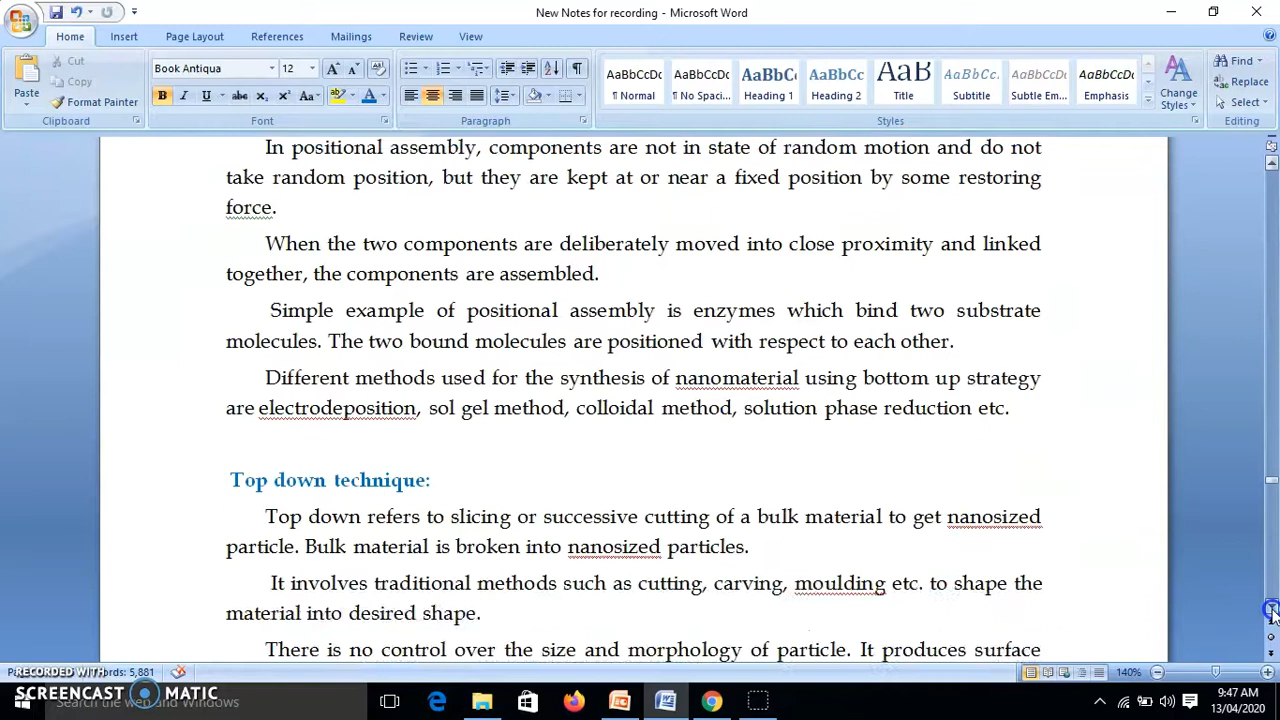 New Notes for recording - Microsoft Word
Home Insert Page Layout References Mailings Review View
Paste
Cut
Copy
Format Painter
Clipboard
Book Antiqua 12
Font
Paragraph
AaBbCcDc AaBbCcDc AaBbCc AaBbCc AaB AaBbCc. AaBbCcDc AaBbCcDc
¶ Normal ¶ No Spaci... Heading 1 Heading 2 Title Subtitle Subtle Em... Emphasis
Change Styles
Styles
Find
Replace
Select
Editing
In positional assembly, components are not in state of random motion and do not
take random position, but they are kept at or near a fixed position by some restoring
force.
When the two components are deliberately moved into close proximity and linked
together, the components are assembled.
Simple example of positional assembly is enzymes which bind two substrate
molecules. The two bound molecules are positioned with respect to each other.
Different methods used for the synthesis of nanomaterial using bottom up strategy
are electrodeposition, sol gel method, colloidal method, solution phase reduction etc.
Top down technique:
Top down refers to slicing or successive cutting of a bulk material to get nanosized
particle. Bulk material is broken into nanosized particles.
It involves traditional methods such as cutting, carving, moulding etc. to shape the
material into desired shape.
There is no control over the size and morphology of particle. It produces surface
RECORDED WITH
SCREENCAST MATIC
: 5,881
140%
Search the web and Windows
9:47 AM
13/04/2020